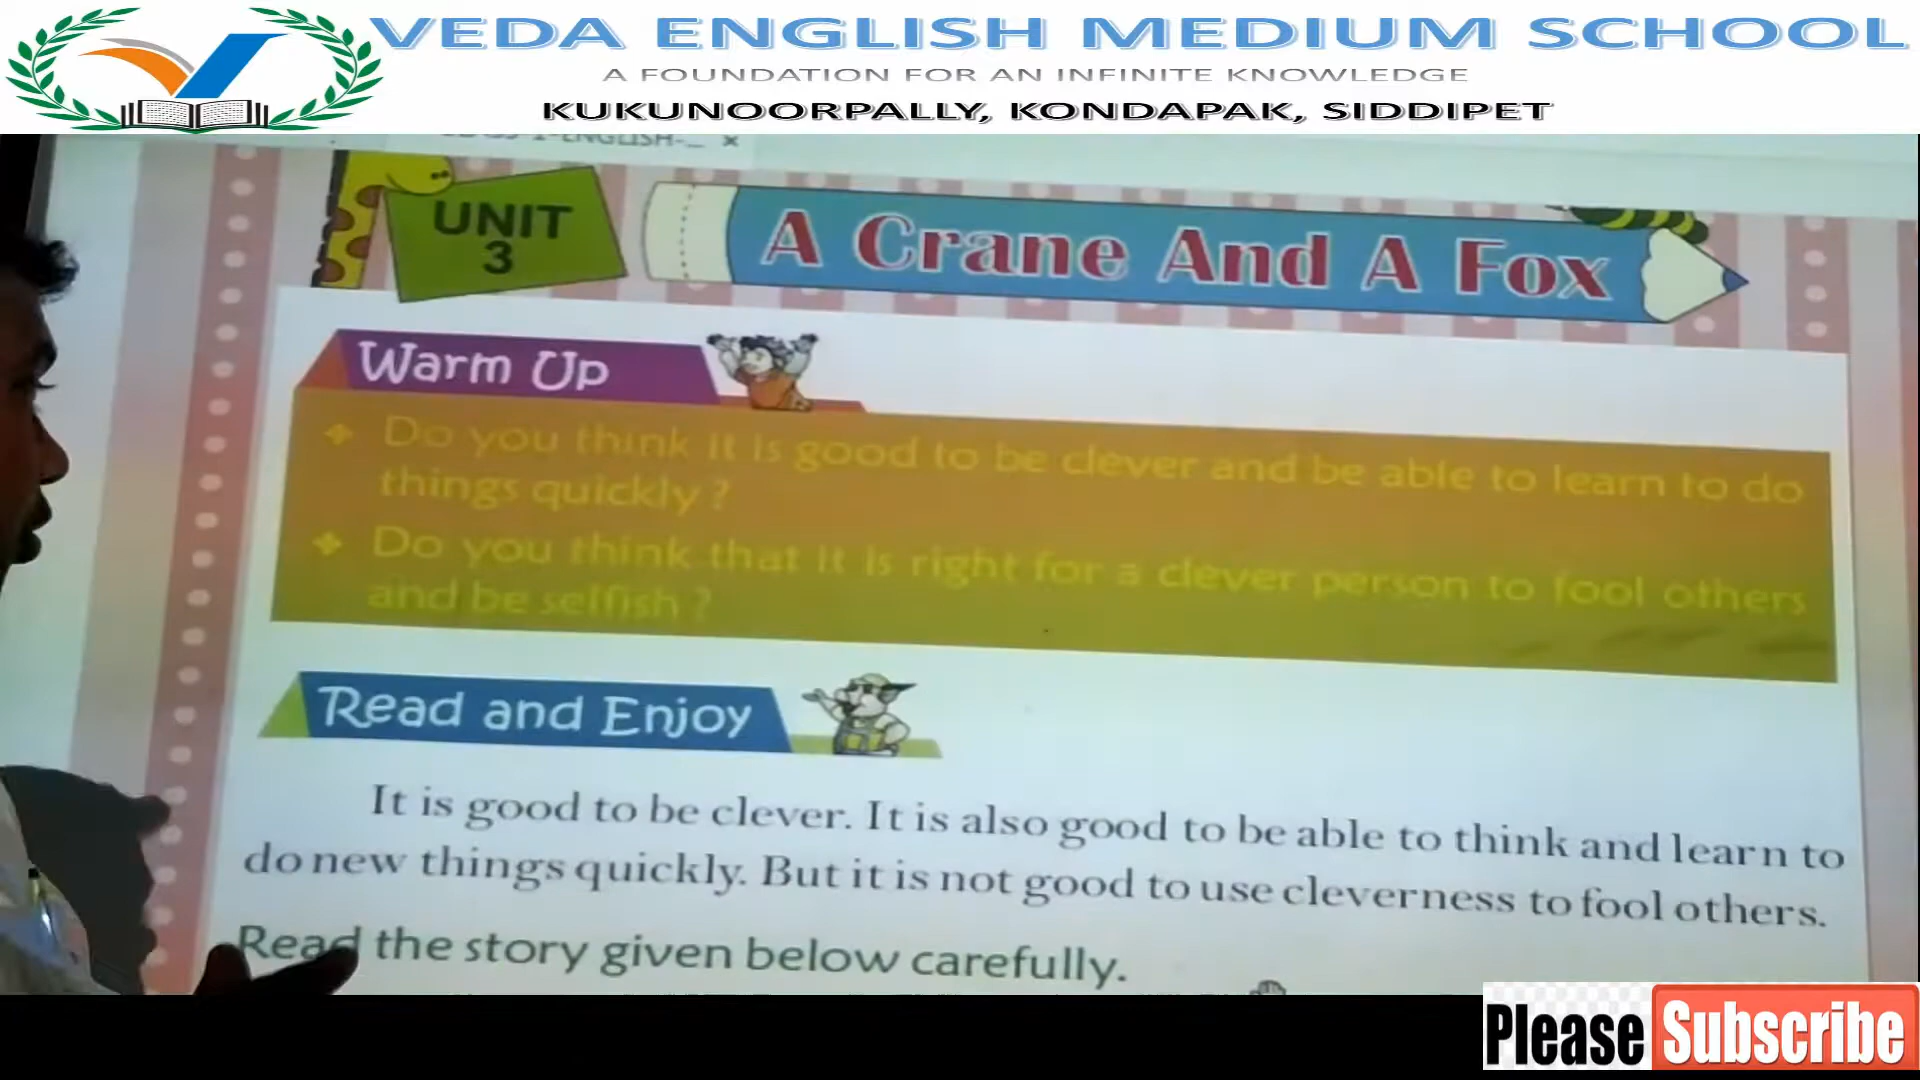 VEDA ENGLISH MEDIUM SCHOOL
A FOUNDATION FOR AN INFINITE KNOWLEDGE
KUKUNOORPALLY, KONDAPAK, SIDDIPET
UNIT
3
A Crane And A Fox
Warm Up
Do you think it is good to be clever and be able to learn to do
things quickly ?
Do you think that it is right for a clever person to fool others
and be selfish ?
Read and Enjoy
It is good to be clever. It is also good to be able to think and learn to
do new things quickly. But it is not good to use cleverness to fool others.
Read the story given below carefully.
Please Subscribe